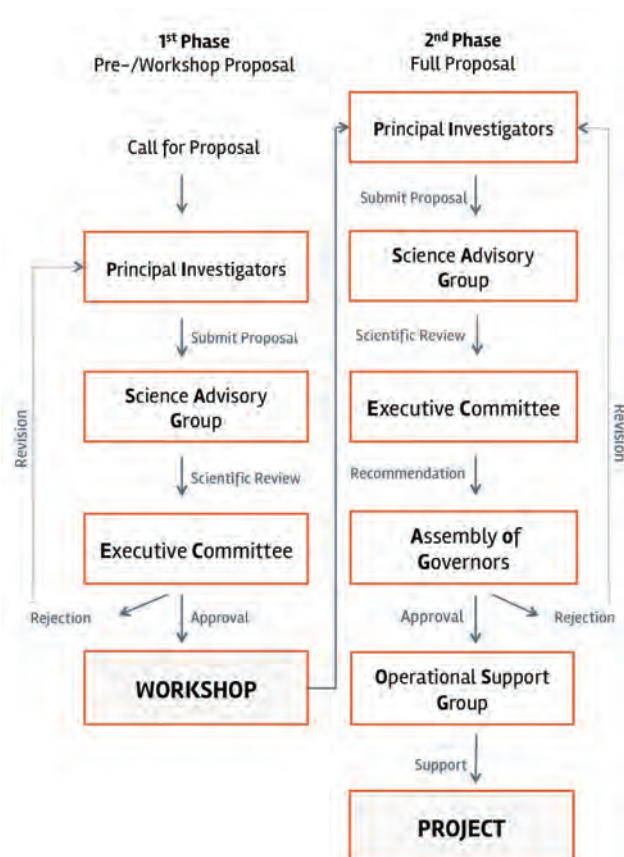 1st Phase
Pre-/Workshop Proposal
Call for Proposal
Principal Investigators
Submit Proposal
Science Advisory
Group
Scientific Review
Executive Committee
Rejection
Approval
WORKSHOP
Revision
2nd Phase
Full Proposal
Principal Investigators
Submit Proposal
Science Advisory
Group
Scientific Review
Executive Committee
Recommendation
Assembly of
Governors
Approval
Rejection
Operational Support
Group
Support
PROJECT
Revision